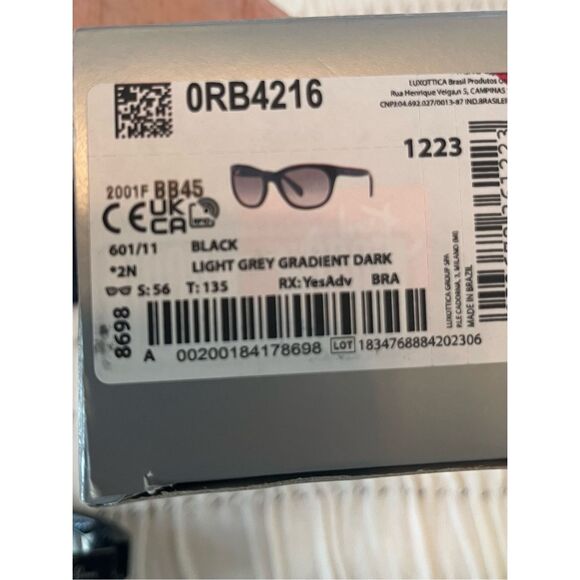 0RB4216
LUXOTTICA Brasil Produtos
Rua Henrique Veigaun 5, CAMPINAS
CNPJ:04.692.027/0013-87 IND.BRASILEI
1223
2001F BB45
CE UK CA
601/11 BLACK
*2N LIGHT GREY GRADIENT DARK
S: 56 T: 135 RX: YesAdv BRA
8698
A 00200184178698 LOT 1834768884202306
LUXOTTICA GROUP SPA
P.LE CADORNA, 3, MILANO (MI)
MADE IN BRAZIL